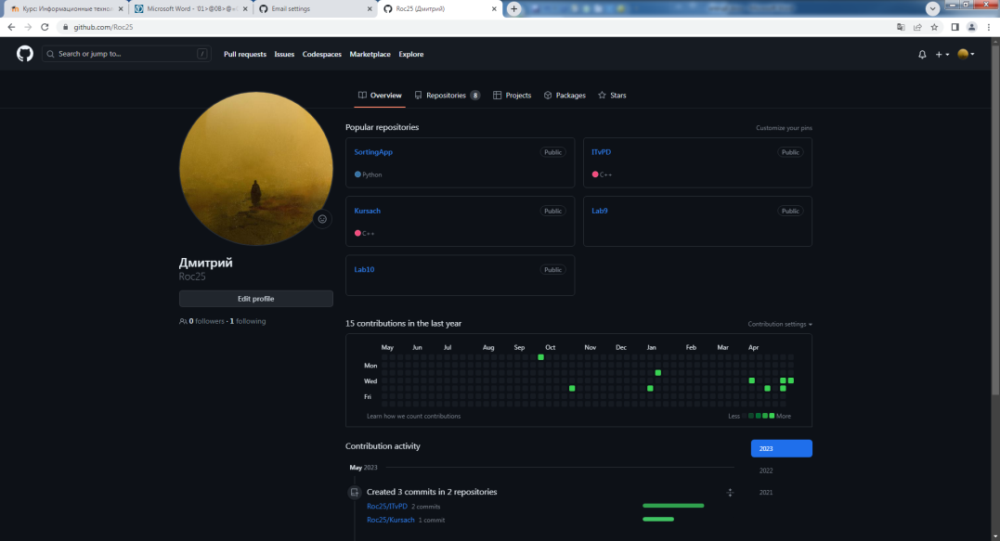 Курс: Информационные технол
Microsoft Word - '01>@0B>@=
Email settings
Roc25 (Дмитрий)
github.com/Roc25
Search or jump to...
/
Pull requests Issues Codespaces Marketplace Explore
Overview Repositories 8 Projects Packages Stars
Popular repositories
Customize your pins
SortingApp Public
Python
ITvPD Public
C++
Kursach Public
C++
Lab9 Public
Lab10 Public
Дмитрий
Roc25
Edit profile
0 followers · 1 following
15 contributions in the last year
Contribution settings
May Jun Jul Aug Sep Oct Nov Dec Jan Feb Mar Apr
Mon
Wed
Fri
Learn how we count contributions
Less More
Contribution activity
2023
2022
2021
May 2023
Created 3 commits in 2 repositories
Roc25/ITvPD 2 commits
Roc25/Kursach 1 commit